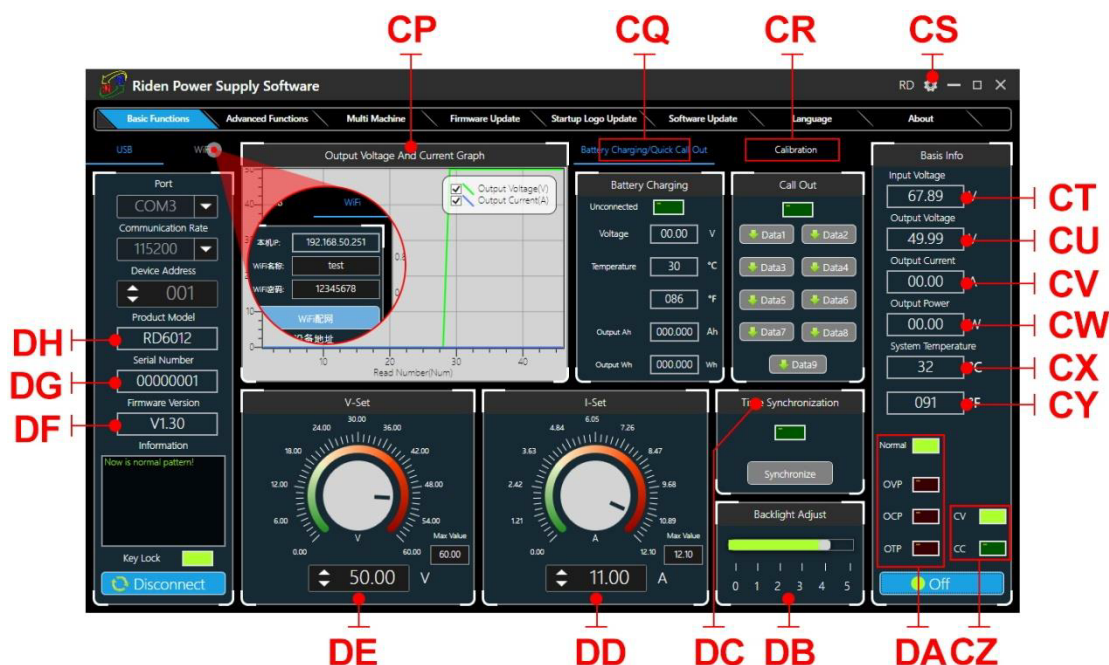 CP
CQ
CR
CS
Riden Power Supply Software
RD
Basic Functions
Advanced Functions
Multi Machine
Firmware Update
Startup Logo Update
Software Update
Language
About
USB
WiFi
Output Voltage And Current Graph
Battery Charging/Quick Call Out
Calibration
Basis Info
Port
COM3
Communication Rate
115200
Device Address
001
Product Model
RD6012
Serial Number
00000001
Firmware Version
V1.30
Information
Now is normal pattern!
Key Lock
Disconnect
DH
DG
DF
Output Voltage(V)
Output Current(A)
WiFi
本机IP: 192.168.50.251
WiFi名称: test
WiFi密码: 12345678
WiFi配网
设备地址
0.8
10 20 30 40
Read Number(Num)
Battery Charging
Unconnected
Voltage 00.00 V
Temperature 30 °C
086 °F
Output Ah 000.000 Ah
Output Wh 000.000 Wh
Call Out
Data1 Data2
Data3 Data4
Data5 Data6
Data7 Data8
Data9
Input Voltage
67.89 V
Output Voltage
49.99 V
Output Current
00.00 A
Output Power
00.00 W
System Temperature
32 °C
091 °F
CT
CU
CV
CW
CX
CY
Normal
OVP
OCP
OTP
CV
CC
Off
V-Set
0.00 6.00 12.00 18.00 24.00 30.00 36.00 42.00 48.00 54.00 60.00
V
Max Value
60.00
50.00 V
I-Set
0.00 1.21 2.42 3.63 4.84 6.05 7.26 8.47 9.68 10.89 12.10
A
Max Value
12.10
11.00 A
Time Synchronization
Synchronize
Backlight Adjust
0 1 2 3 4 5
DE
DD
DC
DB
DA
CZ